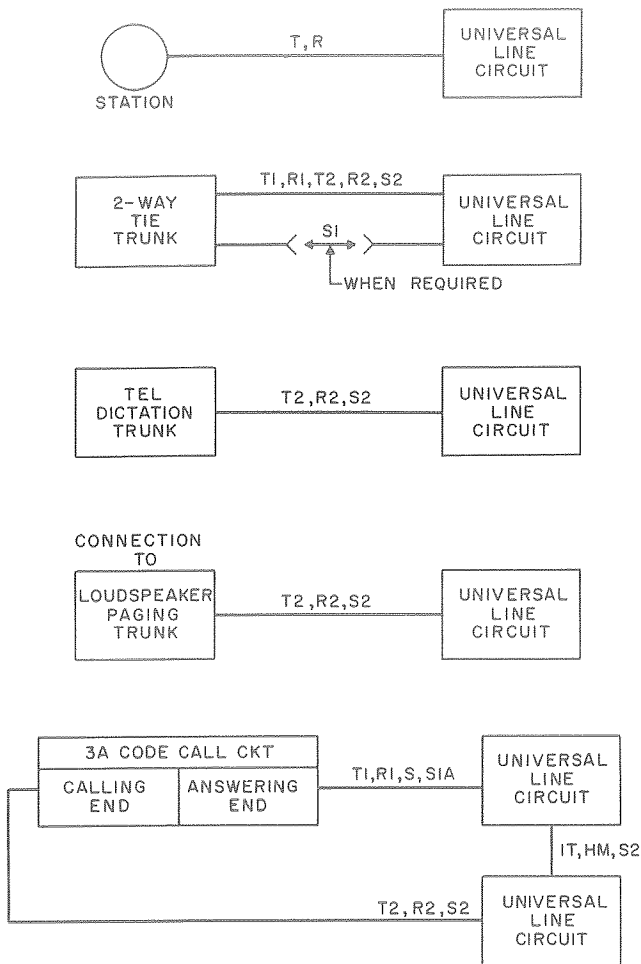 T,R
STATION
UNIVERSAL
LINE
CIRCUIT
2-WAY
TIE
TRUNK
T1,R1,T2,R2,S2
S1
WHEN REQUIRED
UNIVERSAL
LINE
CIRCUIT
TEL
DICTATION
TRUNK
T2,R2,S2
UNIVERSAL
LINE
CIRCUIT
CONNECTION
TO
LOUDSPEAKER
PAGING
TRUNK
T2,R2,S2
UNIVERSAL
LINE
CIRCUIT
3A CODE CALL CKT
CALLING
END
ANSWERING
END
T1,R1,S,S1A
UNIVERSAL
LINE
CIRCUIT
IT,HM,S2
T2,R2,S2
UNIVERSAL
LINE
CIRCUIT